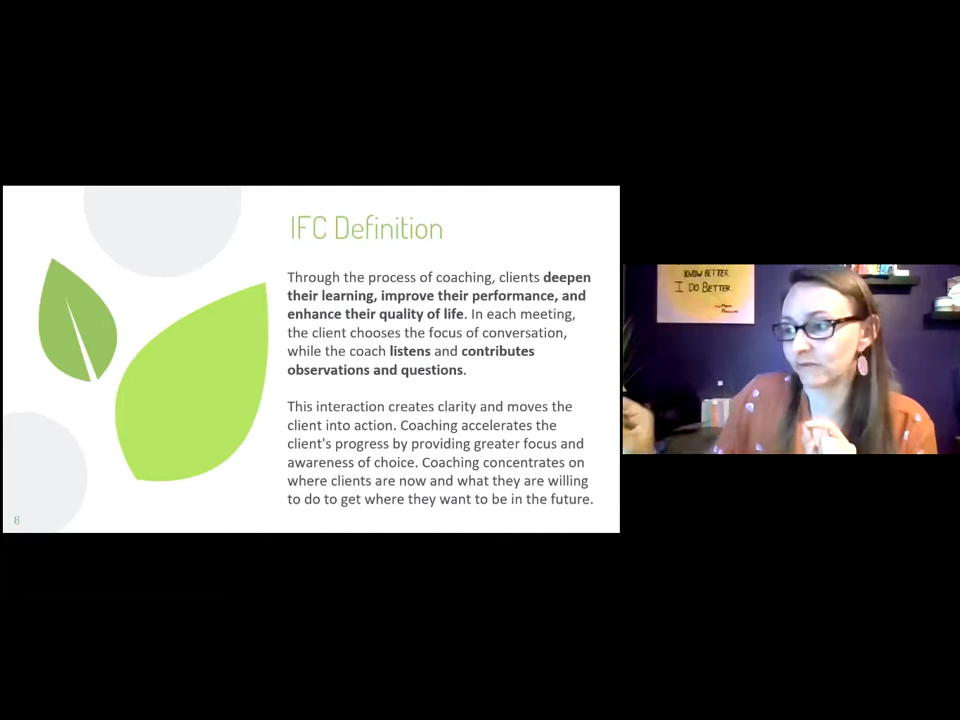 IFC Definition
Through the process of coaching, clients deepen
their learning, improve their performance, and
enhance their quality of life. In each meeting,
the client chooses the focus of conversation,
while the coach listens and contributes
observations and questions.
This interaction creates clarity and moves the
client into action. Coaching accelerates the
client's progress by providing greater focus and
awareness of choice. Coaching concentrates on
where clients are now and what they are willing
to do to get where they want to be in the future.
8
KNOW BETTER
I DO BETTER.